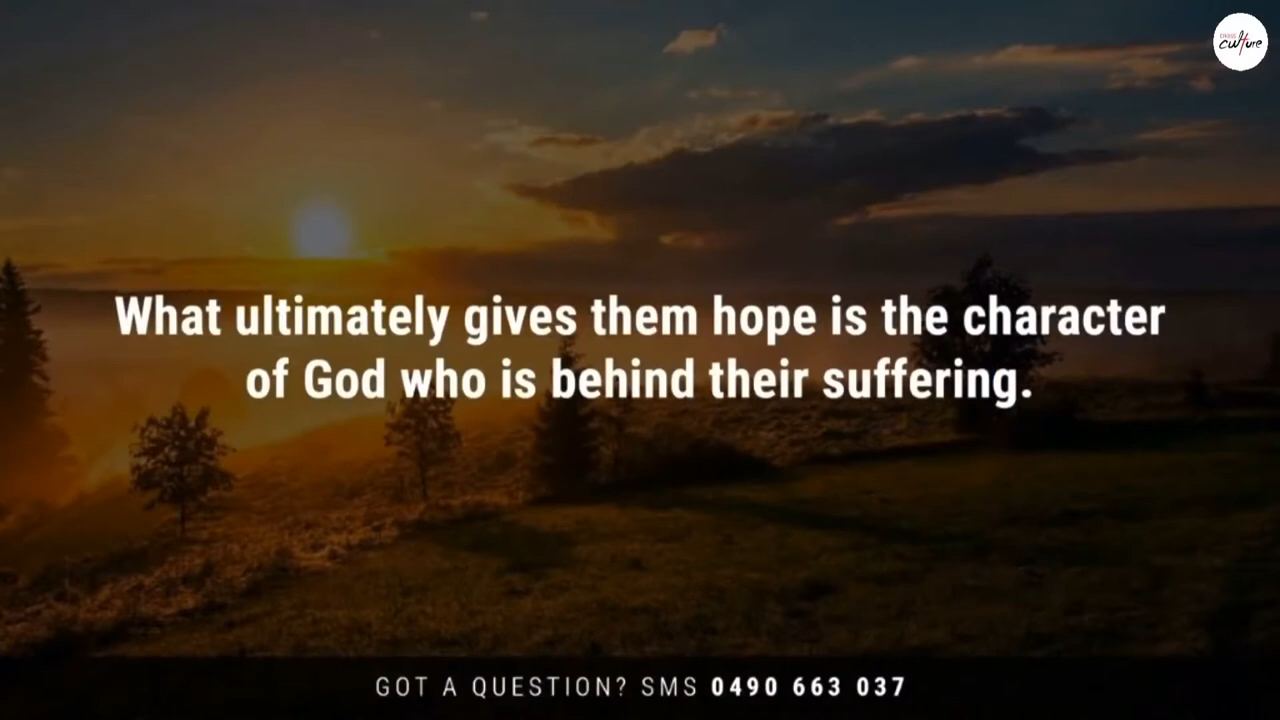 CROSS
culture
What ultimately gives them hope is the character
of God who is behind their suffering.
GOT A QUESTION? SMS 0490 663 037